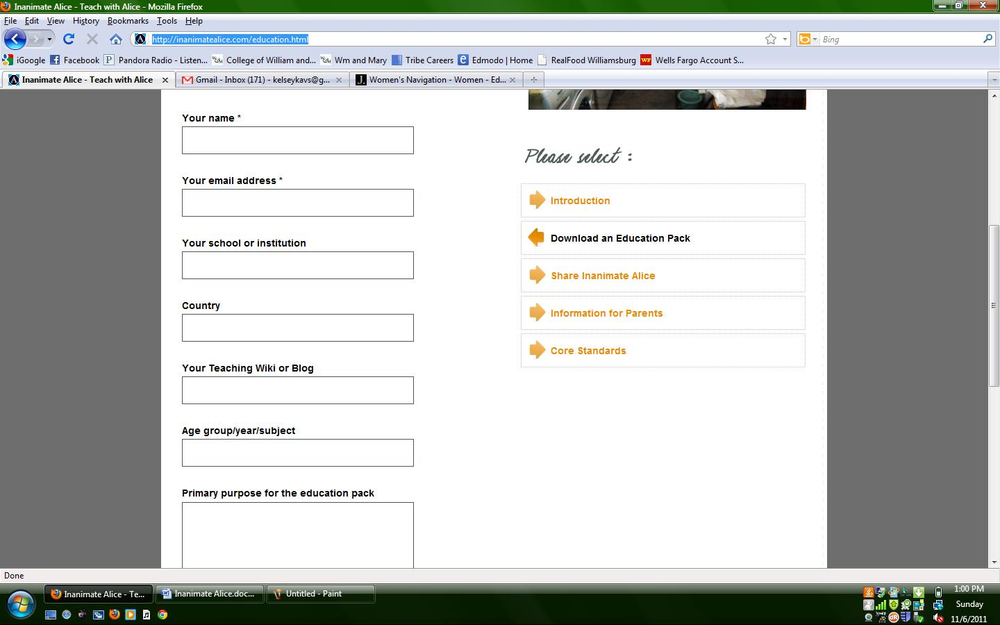 Inanimate Alice - Teach with Alice - Mozilla Firefox
File Edit View History Bookmarks Tools Help
http://inanimatealice.com/education.html
Bing
iGoogle Facebook Pandora Radio - Listen... College of William and... Wm and Mary Tribe Careers Edmodo | Home RealFood Williamsburg Wells Fargo Account S...
Inanimate Alice - Teach with Alice Gmail - Inbox (171) - kelseykavs@g... Women's Navigation - Women - Ed...
Your name *
Your email address *
Your school or institution
Country
Your Teaching Wiki or Blog
Age group/year/subject
Primary purpose for the education pack
Please select :
Introduction
Download an Education Pack
Share Inanimate Alice
Information for Parents
Core Standards
Done
Inanimate Alice - Te... Inanimate Alice.doc... Untitled - Paint
1:00 PM
Sunday
11/6/2011